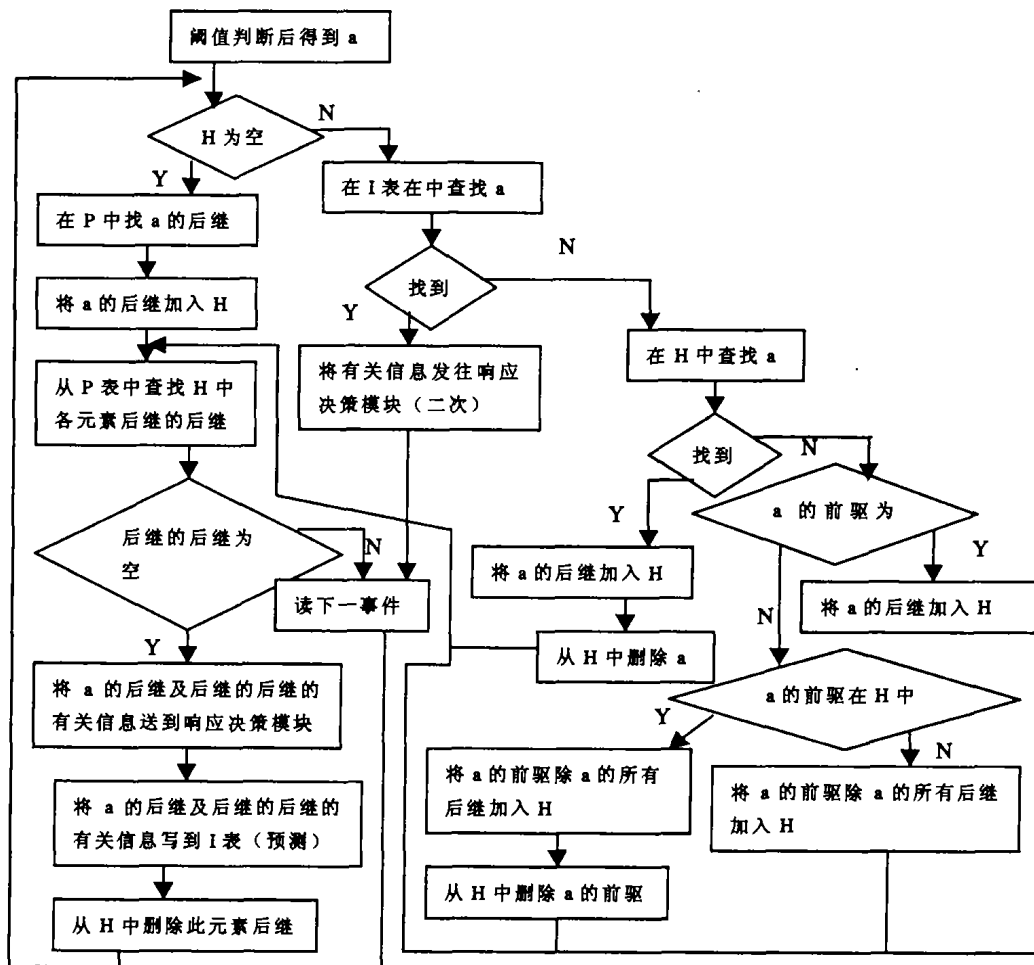 阈值判断后得到 a
H 为空
N
Y
在 I 表在中查找 a
在 P 中找 a 的后继
N
找到
将 a 的后继加入 H
Y
在 H 中查找 a
从 P 表中查找 H 中
各元素后继的后继
将有关信息发往响应
决策模块（二次）
找到
N
a 的前驱为
Y
后继的后继为
空
N
Y
将 a 的后继加入 H
读下一事件
将 a 的后继加入 H
N
Y
从 H 中删除 a
将 a 的后继及后继的后继的
有关信息送到响应决策模块
a 的前驱在 H 中
Y
N
将 a 的前驱除 a 的所有
后继加入 H
将 a 的前驱除 a 的所有后继
加入 H
将 a 的后继及后继的后继的
有关信息写到 I 表（预测）
从 H 中删除 a 的前驱
从 H 中删除此元素后继